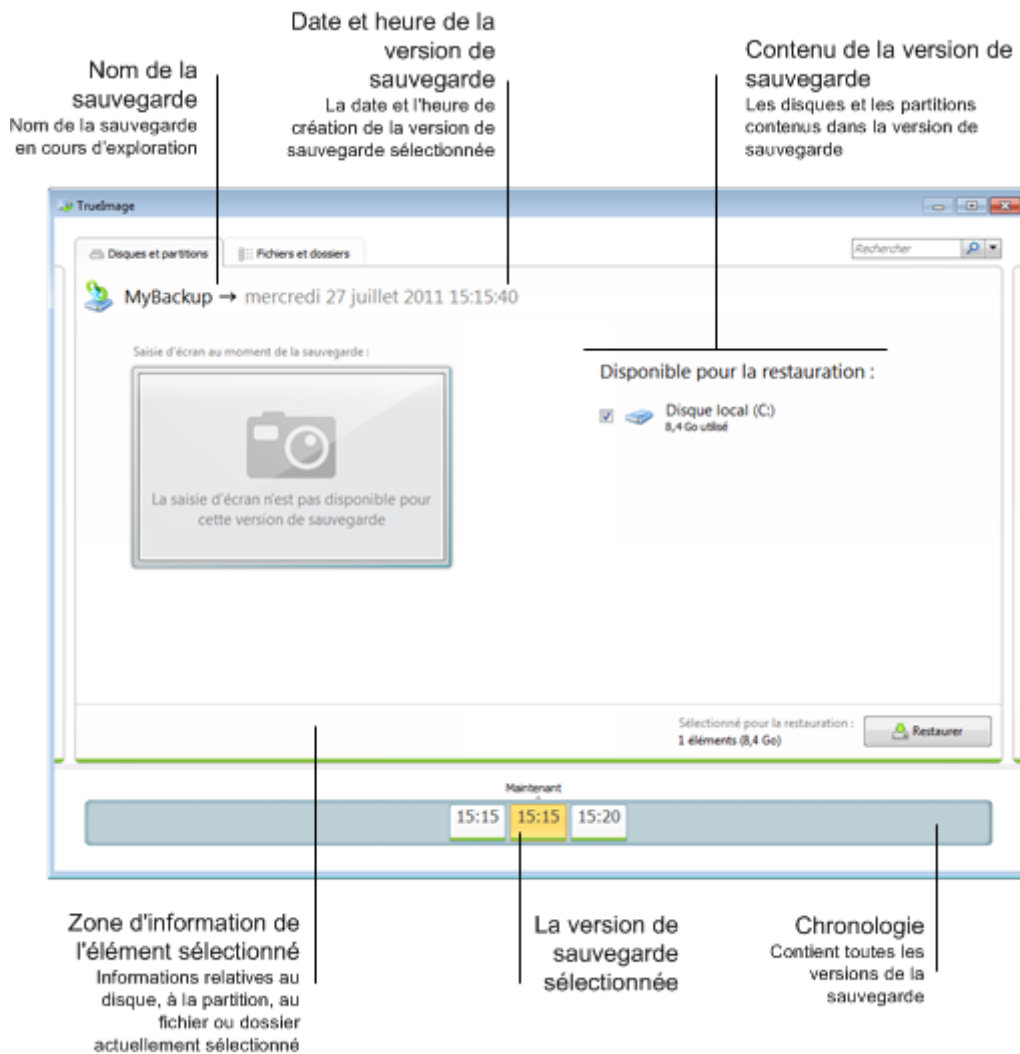 Nom de la
sauvegarde
Nom de la sauvegarde
en cours d'exploration
Date et heure de la
version de
sauvegarde
La date et l'heure de
création de la version de
sauvegarde sélectionnée
Contenu de la version de
sauvegarde
Les disques et les partitions
contenus dans la version de
sauvegarde
TrueImage
Disques et partitions
Fichiers et dossiers
Rechercher
MyBackup → mercredi 27 juillet 2011 15:15:40
Saisie d'écran au moment de la sauvegarde :
La saisie d'écran n'est pas disponible pour
cette version de sauvegarde
Disponible pour la restauration :
Disque local (C:)
8,4 Go utilisé
Sélectionné pour la restauration :
1 éléments (8,4 Go)
Restaurer
Maintenant
15:15
15:15
15:20
Zone d'information de
l'élément sélectionné
Informations relatives au
disque, à la partition, au
fichier ou dossier
actuellement sélectionné
La version de
sauvegarde
sélectionnée
Chronologie
Contient toutes les
versions de la
sauvegarde